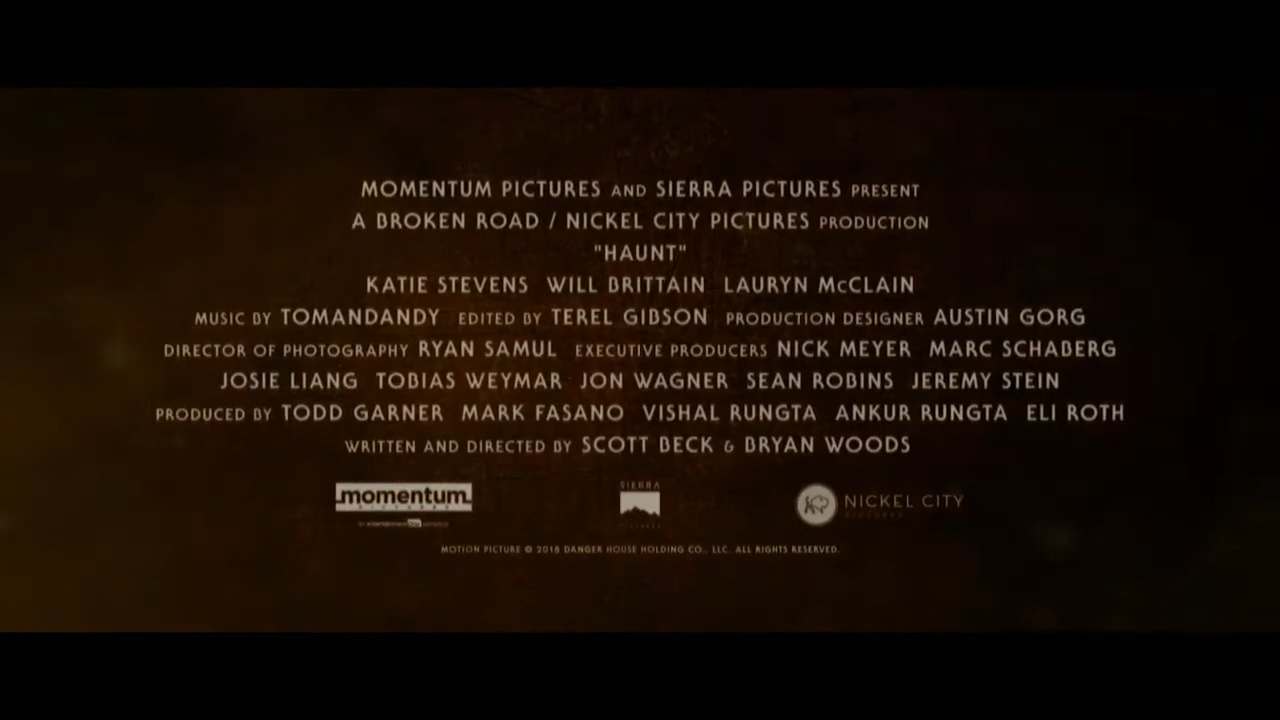 MOMENTUM PICTURES AND SIERRA PICTURES PRESENT
A BROKEN ROAD / NICKEL CITY PICTURES PRODUCTION
"HAUNT"
KATIE STEVENS WILL BRITTAIN LAURYN McCLAIN
MUSIC BY TOMANDANDY EDITED BY TEREL GIBSON PRODUCTION DESIGNER AUSTIN GORG
DIRECTOR OF PHOTOGRAPHY RYAN SAMUL EXECUTIVE PRODUCERS NICK MEYER MARC SCHABERG
JOSIE LIANG TOBIAS WEYMAR JON WAGNER SEAN ROBINS JEREMY STEIN
PRODUCED BY TODD GARNER MARK FASANO VISHAL RUNGTA ANKUR RUNGTA ELI ROTH
WRITTEN AND DIRECTED BY SCOTT BECK & BRYAN WOODS
momentum
PICTURES
SIERRA
PICTURES
NICKEL CITY
PICTURES
MOTION PICTURE © 2018 DANGER HOUSE HOLDING CO., LLC. ALL RIGHTS RESERVED.